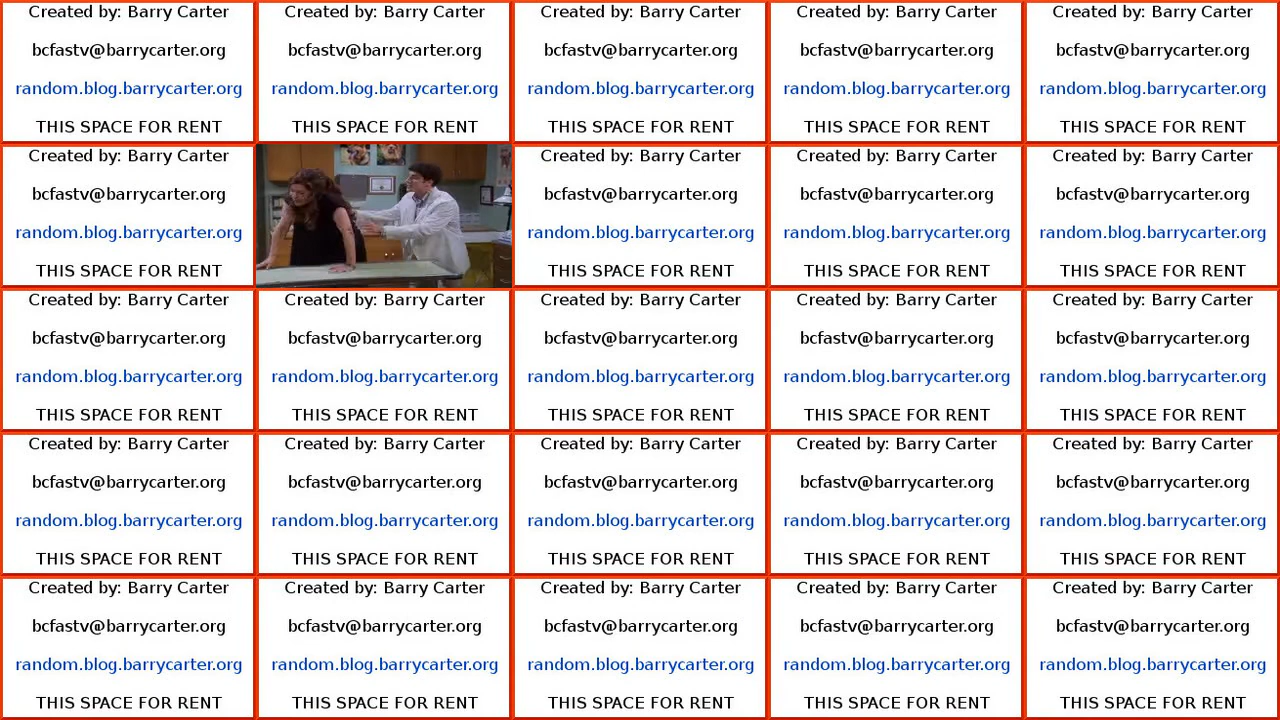 Created by: Barry Carter Created by: Barry Carter Created by: Barry Carter Created by: Barry Carter Created by: Barry Carter
bcfastv@barrycarter.org bcfastv@barrycarter.org bcfastv@barrycarter.org bcfastv@barrycarter.org bcfastv@barrycarter.org
random.blog.barrycarter.org random.blog.barrycarter.org random.blog.barrycarter.org random.blog.barrycarter.org random.blog.barrycarter.org
THIS SPACE FOR RENT THIS SPACE FOR RENT THIS SPACE FOR RENT THIS SPACE FOR RENT THIS SPACE FOR RENT
Created by: Barry Carter Created by: Barry Carter Created by: Barry Carter Created by: Barry Carter
bcfastv@barrycarter.org bcfastv@barrycarter.org bcfastv@barrycarter.org bcfastv@barrycarter.org
random.blog.barrycarter.org random.blog.barrycarter.org random.blog.barrycarter.org random.blog.barrycarter.org
THIS SPACE FOR RENT THIS SPACE FOR RENT THIS SPACE FOR RENT THIS SPACE FOR RENT
Created by: Barry Carter Created by: Barry Carter Created by: Barry Carter Created by: Barry Carter Created by: Barry Carter
bcfastv@barrycarter.org bcfastv@barrycarter.org bcfastv@barrycarter.org bcfastv@barrycarter.org bcfastv@barrycarter.org
random.blog.barrycarter.org random.blog.barrycarter.org random.blog.barrycarter.org random.blog.barrycarter.org random.blog.barrycarter.org
THIS SPACE FOR RENT THIS SPACE FOR RENT THIS SPACE FOR RENT THIS SPACE FOR RENT THIS SPACE FOR RENT
Created by: Barry Carter Created by: Barry Carter Created by: Barry Carter Created by: Barry Carter Created by: Barry Carter
bcfastv@barrycarter.org bcfastv@barrycarter.org bcfastv@barrycarter.org bcfastv@barrycarter.org bcfastv@barrycarter.org
random.blog.barrycarter.org random.blog.barrycarter.org random.blog.barrycarter.org random.blog.barrycarter.org random.blog.barrycarter.org
THIS SPACE FOR RENT THIS SPACE FOR RENT THIS SPACE FOR RENT THIS SPACE FOR RENT THIS SPACE FOR RENT
Created by: Barry Carter Created by: Barry Carter Created by: Barry Carter Created by: Barry Carter Created by: Barry Carter
bcfastv@barrycarter.org bcfastv@barrycarter.org bcfastv@barrycarter.org bcfastv@barrycarter.org bcfastv@barrycarter.org
random.blog.barrycarter.org random.blog.barrycarter.org random.blog.barrycarter.org random.blog.barrycarter.org random.blog.barrycarter.org
THIS SPACE FOR RENT THIS SPACE FOR RENT THIS SPACE FOR RENT THIS SPACE FOR RENT THIS SPACE FOR RENT